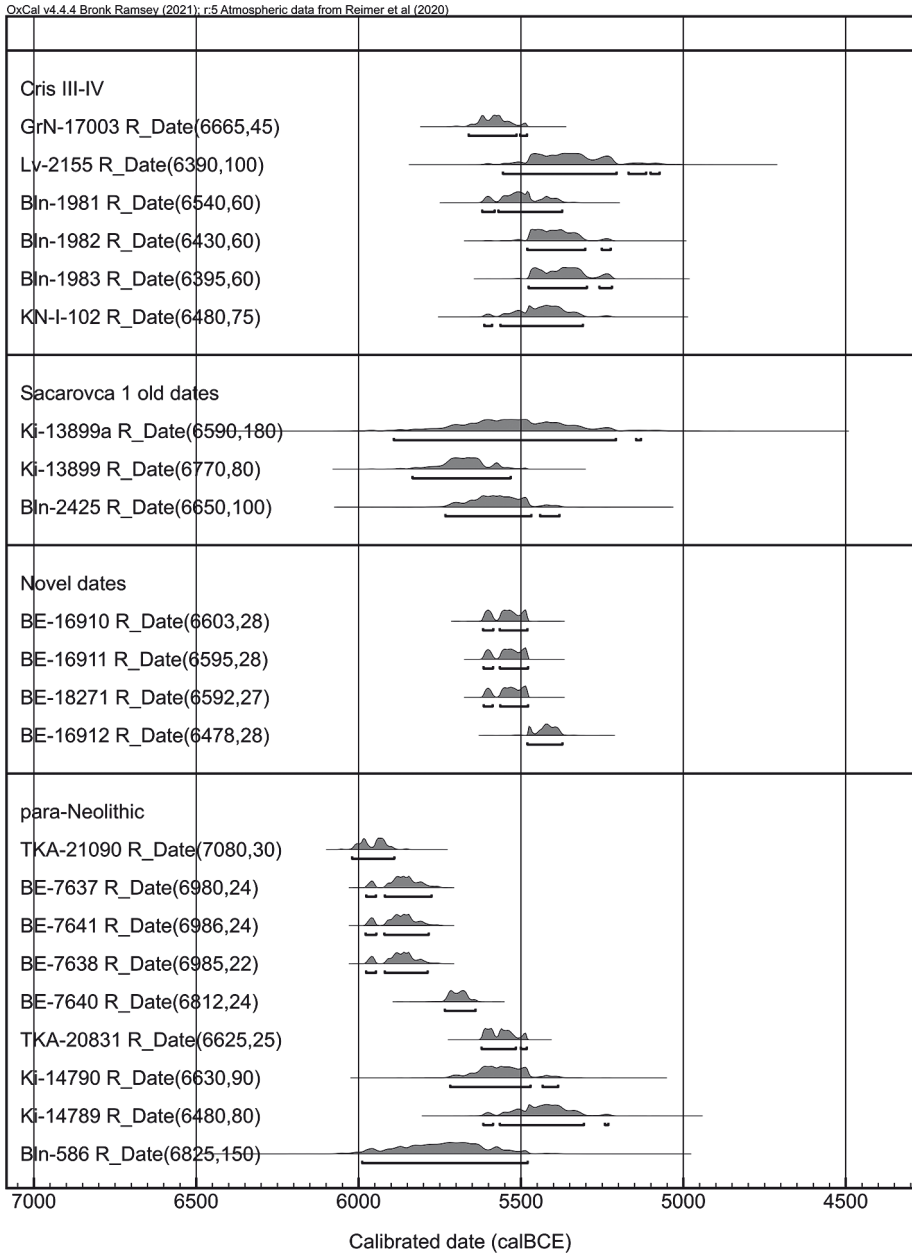 OxCal v4.4.4 Bronk Ramsey (2021); r:5 Atmospheric data from Reimer et al (2020)
Cris III-IV
GrN-17003 R_Date(6665,45)
Lv-2155 R_Date(6390,100)
Bln-1981 R_Date(6540,60)
Bln-1982 R_Date(6430,60)
Bln-1983 R_Date(6395,60)
KN-I-102 R_Date(6480,75)
Sacarovca 1 old dates
Ki-13899a R_Date(6590,180)
Ki-13899 R_Date(6770,80)
Bln-2425 R_Date(6650,100)
Novel dates
BE-16910 R_Date(6603,28)
BE-16911 R_Date(6595,28)
BE-18271 R_Date(6592,27)
BE-16912 R_Date(6478,28)
para-Neolithic
TKA-21090 R_Date(7080,30)
BE-7637 R_Date(6980,24)
BE-7641 R_Date(6986,24)
BE-7638 R_Date(6985,22)
BE-7640 R_Date(6812,24)
TKA-20831 R_Date(6625,25)
Ki-14790 R_Date(6630,90)
Ki-14789 R_Date(6480,80)
Bln-586 R_Date(6825,150)
7000 6500 6000 5500 5000 4500
Calibrated date (calBCE)